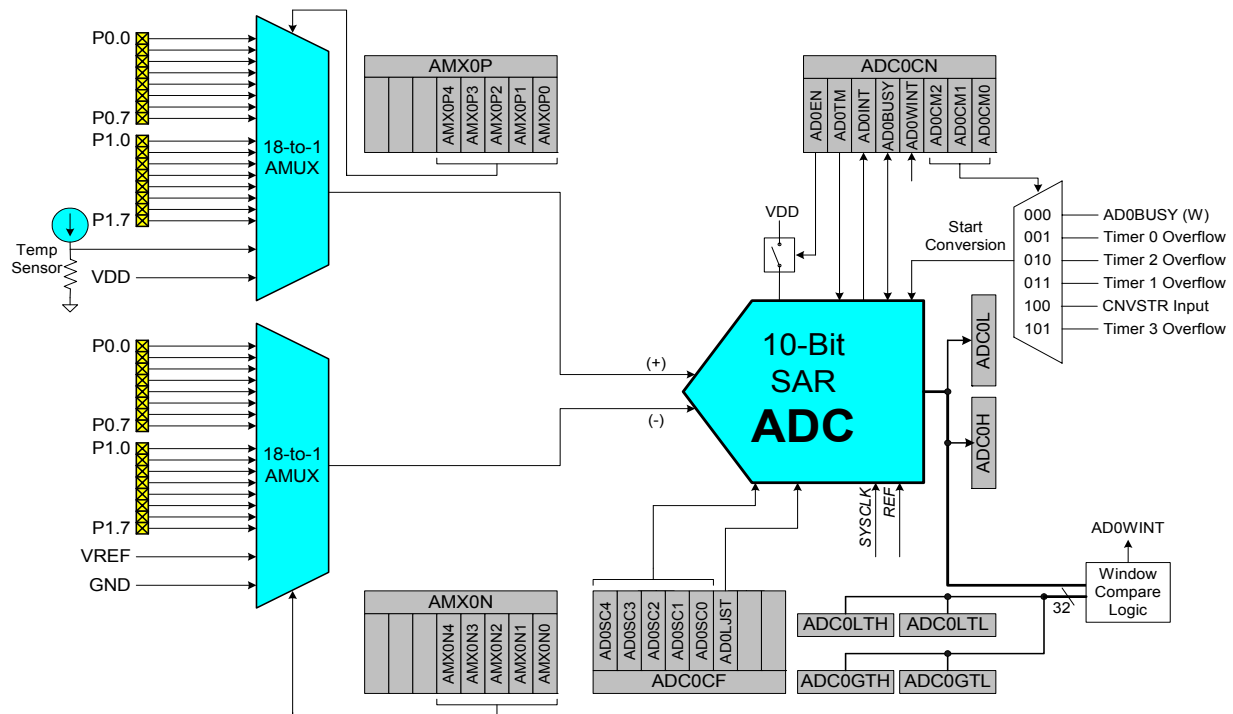 P0.0
P0.7
P1.0
P1.7
Temp
Sensor
VDD
18-to-1
AMUX
AMX0P
AMX0P4
AMX0P3
AMX0P2
AMX0P1
AMX0P0
ADC0CN
AD0EN
AD0TM
AD0INT
AD0BUSY
AD0WINT
AD0CM2
AD0CM1
AD0CM0
VDD
Start
Conversion
000
001
010
011
100
101
AD0BUSY (W)
Timer 0 Overflow
Timer 2 Overflow
Timer 1 Overflow
CNVSTR Input
Timer 3 Overflow
P0.0
P0.7
P1.0
P1.7
VREF
GND
18-to-1
AMUX
(+)
(-)
10-Bit
SAR
ADC
ADC0L
ADC0H
SYSCLK
REF
AD0WINT
Window
Compare
Logic
32
AMX0N
AMX0N4
AMX0N3
AMX0N2
AMX0N1
AMX0N0
AD0SC4
AD0SC3
AD0SC2
AD0SC1
AD0SC0
AD0LJST
ADC0CF
ADC0LTH
ADC0LTL
ADC0GTH
ADC0GTL